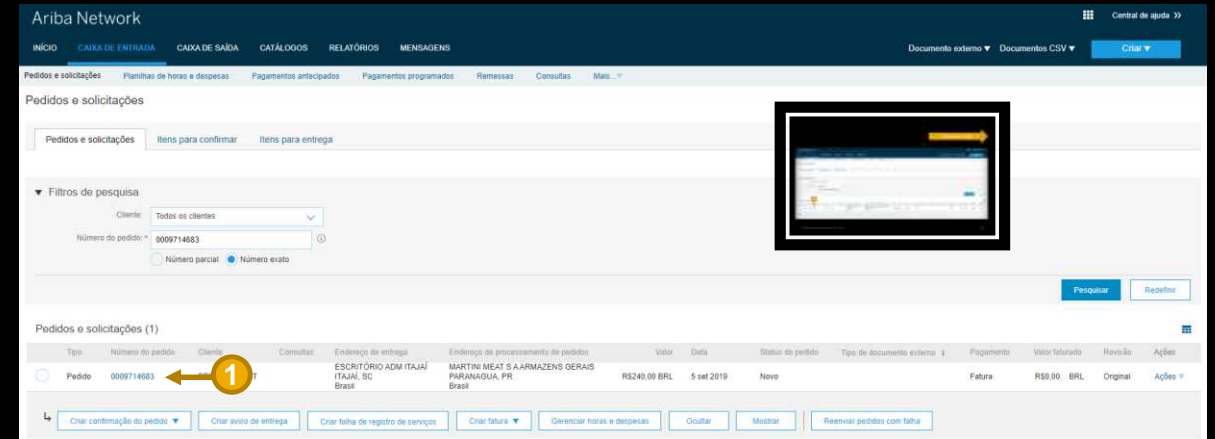 Ariba Network
Central de ajuda >>
INÍCIO CAIXA DE ENTRADA CAIXA DE SAÍDA CATÁLOGOS RELATÓRIOS MENSAGENS Documento externo ▼ Documentos CSV ▼ Criar ▼
Pedidos e solicitações Planilhas de horas e despesas Pagamentos antecipados Pagamentos programados Remessas Consultas Mais...
Pedidos e solicitações
Pedidos e solicitações Itens para confirmar Itens para entrega
▼ Filtros de pesquisa
Cliente: Todos os clientes
Número do pedido: * 0009714683
Número parcial Número exato
Pesquisar Redefinir
Pedidos e solicitações (1)
Tipo Número do pedido Cliente Consultas Endereço de entrega Endereço de processamento de pedidos Valor Data Status do pedido Tipo de documento externo ↓ Pagamento Valor faturado Revisão Ações
Pedido 0009714683 1 T ESCRITÓRIO ADM ITAJAÍ MARTINI MEAT S A ARMAZENS GERAIS R$240,00 BRL 5 set 2019 Novo Fatura R$0,00 BRL Original Ações ▼
ITAJAÍ, SC PARANAGUA, PR
Brasil Brasil
Criar confirmação do pedido ▼ Criar aviso de entrega Criar folha de registro de serviços Criar fatura ▼ Gerenciar horas e despesas Ocultar Mostrar Reenviar pedidos com falha